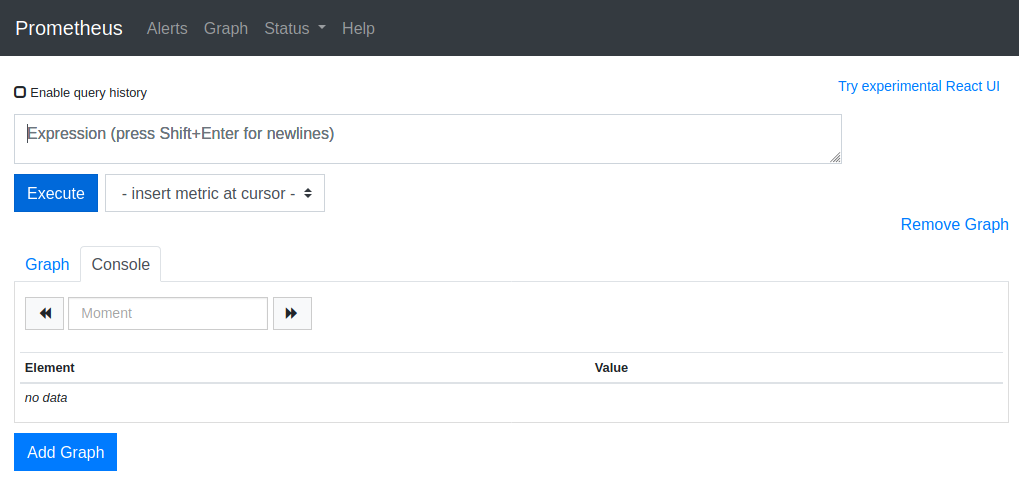 Prometheus Alerts Graph Status Help
Enable query history
Try experimental React UI
Expression (press Shift+Enter for newlines)
Execute - insert metric at cursor -
Remove Graph
Graph Console
Moment
Element Value
no data
Add Graph